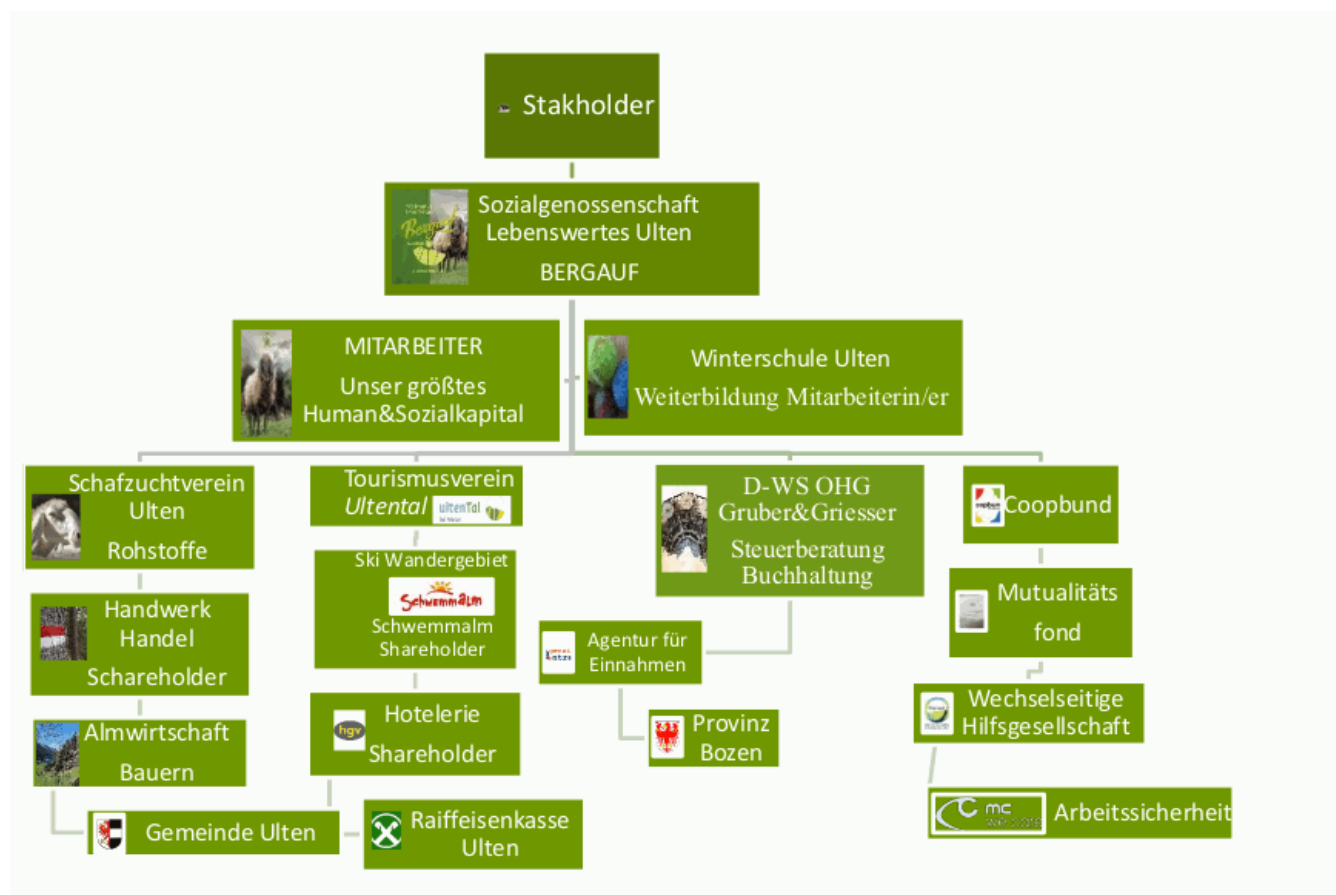 Stakholder
Sozialgenossenschaft
Lebenswertes Ulten
BERGAUF
Bergauf
MITARBEITER
Unser größtes
Human&Sozialkapital
Winterschule Ulten
Weiterbildung Mitarbeiterin/er
Schafzuchtverein
Ulten
Rohstoffe
Handwerk
Handel
Schareholder
Almwirtschaft
Bauern
Tourismusverein
Ultental
ultenTal
Ski Wandergebiet
Schwemmalm
Schwemmalm
Shareholder
Hotelerie
hgv
Shareholder
Gemeinde Ulten
Raiffeisenkasse
Ulten
D-WS OHG
Gruber&Griesser
Steuerberatung
Buchhaltung
Agentur für
Einnahmen
Provinz
Bozen
Coopbund
Mutualitäts
fond
Wechselseitige
Hilfsgesellschaft
mc
Arbeitssicherheit